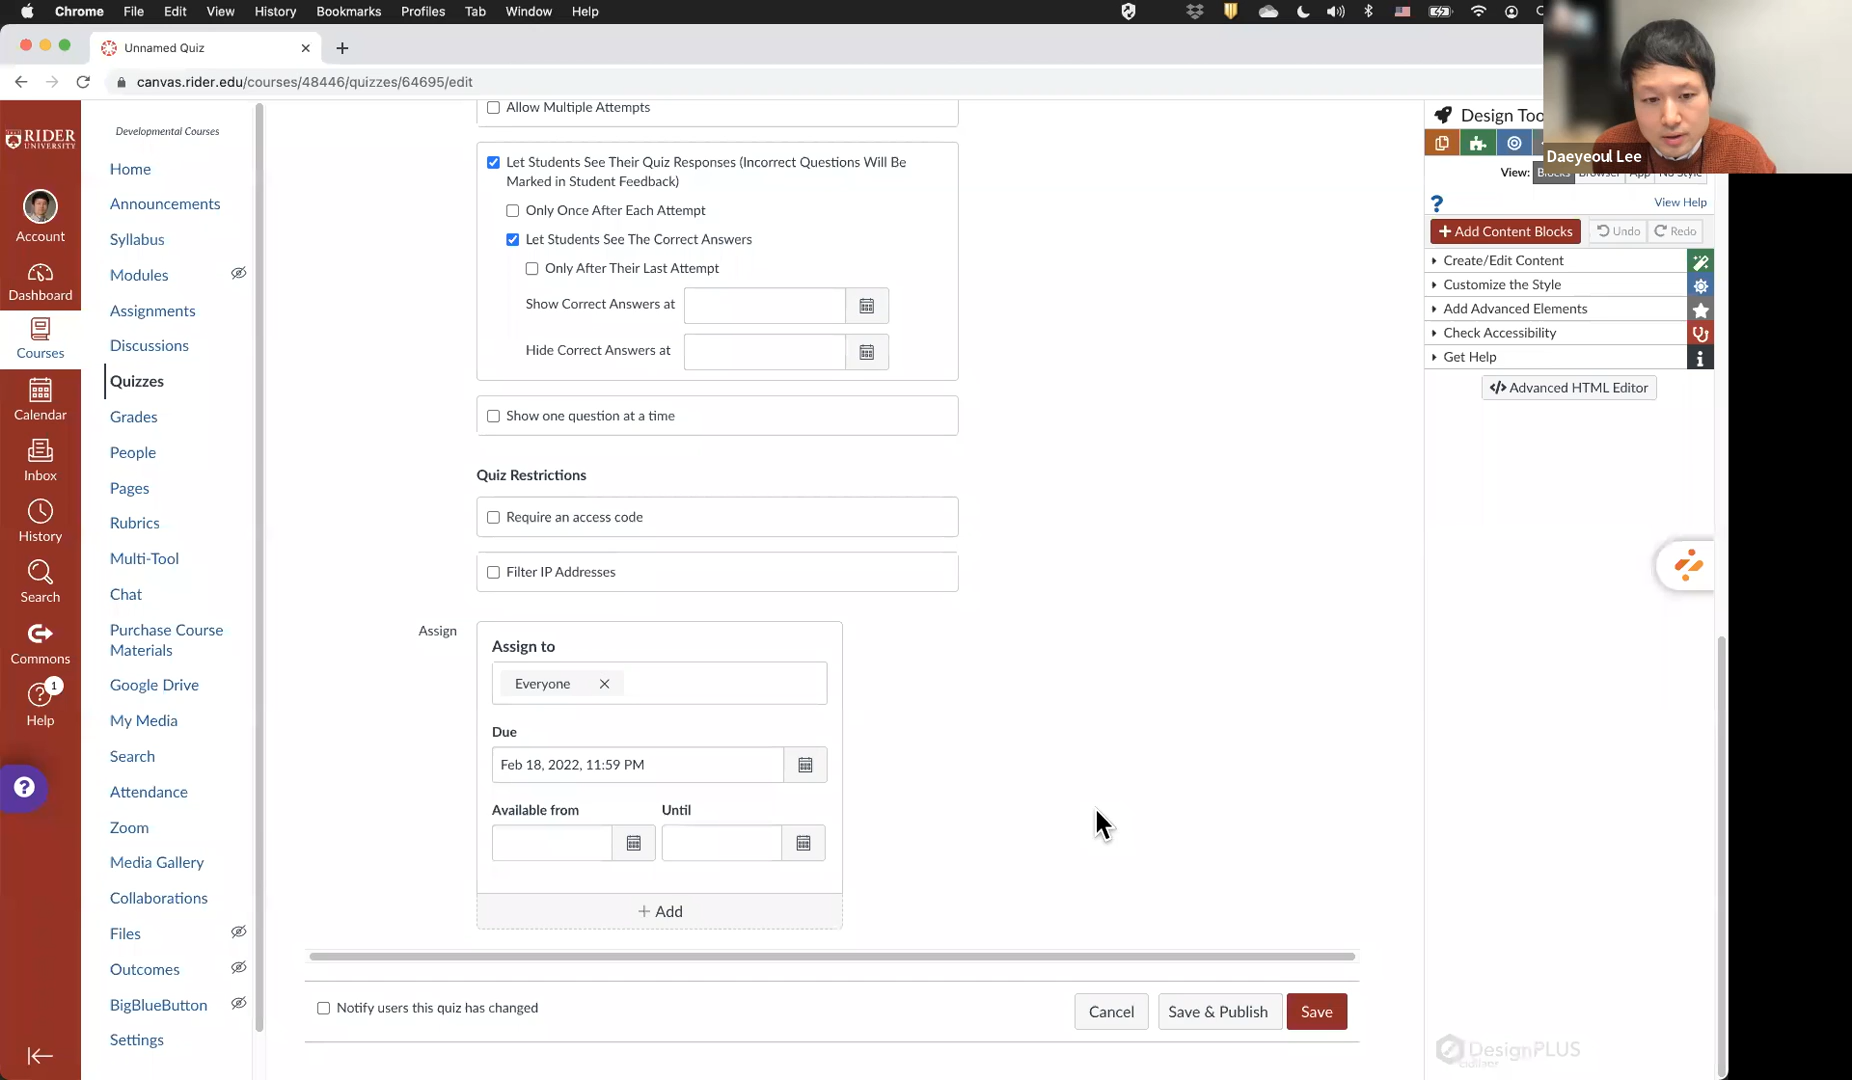 Chrome File Edit View History Bookmarks Profiles Tab Window Help
Unnamed Quiz
canvas.rider.edu/courses/48446/quizzes/64695/edit
RIDER
UNIVERSITY
Account
Dashboard
Courses
Calendar
Inbox
History
Search
Commons
1
Help
Developmental Courses
Home
Announcements
Syllabus
Modules
Assignments
Discussions
Quizzes
Grades
People
Pages
Rubrics
Multi-Tool
Chat
Purchase Course
Materials
Google Drive
My Media
Search
Attendance
Zoom
Media Gallery
Collaborations
Files
Outcomes
BigBlueButton
Settings
Allow Multiple Attempts
Let Students See Their Quiz Responses (Incorrect Questions Will Be
Marked in Student Feedback)
Only Once After Each Attempt
Let Students See The Correct Answers
Only After Their Last Attempt
Show Correct Answers at
Hide Correct Answers at
Show one question at a time
Quiz Restrictions
Require an access code
Filter IP Addresses
Assign
Assign to
Everyone
Due
Feb 18, 2022, 11:59 PM
Available from Until
+ Add
Notify users this quiz has changed
Cancel Save & Publish Save
Design Too
Daeyeoul Lee
View: Blocks
View Help
+ Add Content Blocks Undo Redo
Create/Edit Content
Customize the Style
Add Advanced Elements
Check Accessibility
Get Help
</> Advanced HTML Editor
DesignPLUS